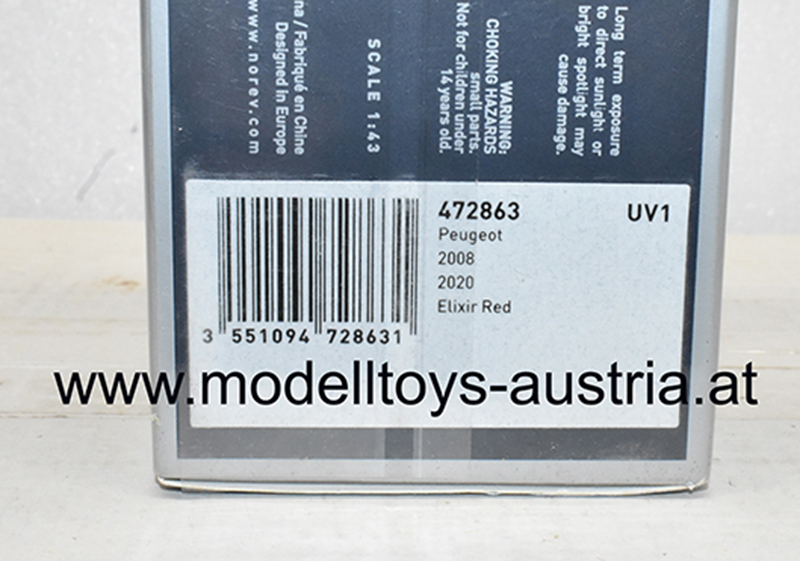 na / Fabriqué en Chine
Designed in Europe
www.norev.com
SCALE 1:43
WARNING:
CHOKING HAZARDS
small parts.
Not for children under
14 years old.
Long term exposure
to direct sunlight or
bright spotlight may
cause damage.
472863 UV1
Peugeot
2008
2020
Elixir Red
3 551094 728631
www.modelltoys-austria.at